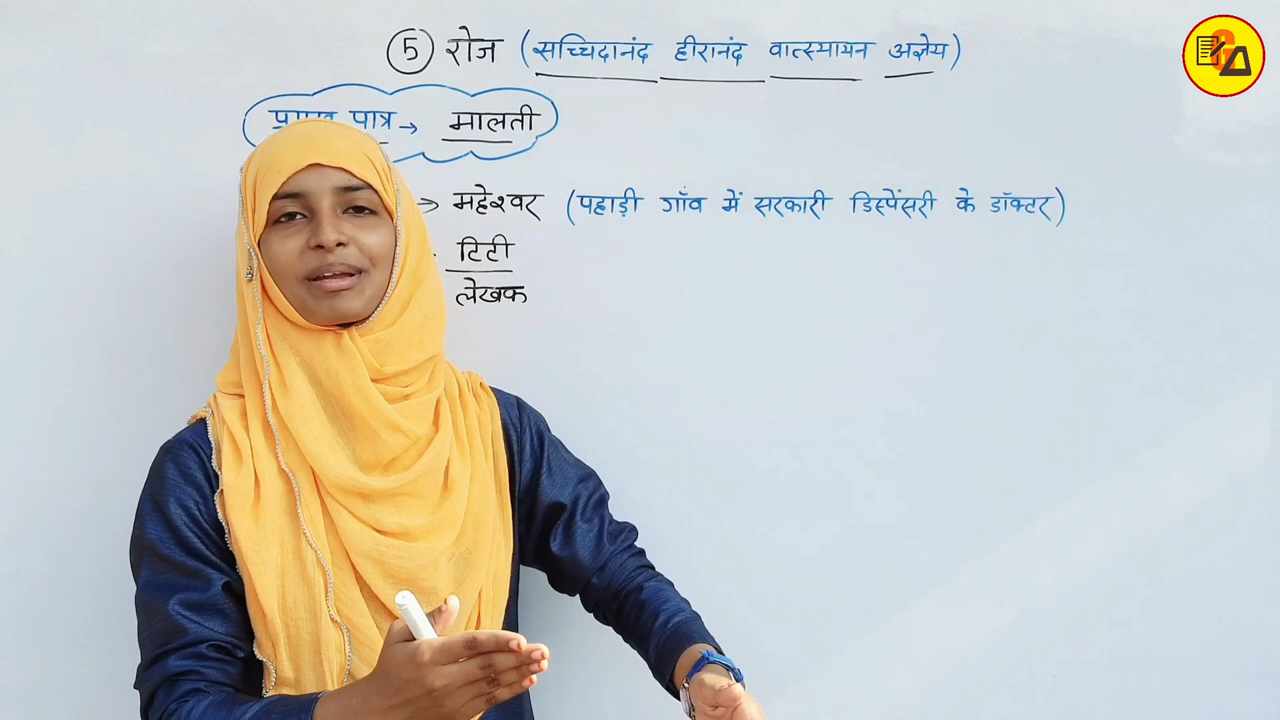 ⑤ रोज (सच्चिदानंद हीरानंद वात्स्यायन अज्ञेय)
पात्र → मालती
→ महेश्वर (पहाड़ी गाँव में सरकारी डिस्पेंसरी के डॉक्टर)
टिटी
लेखक